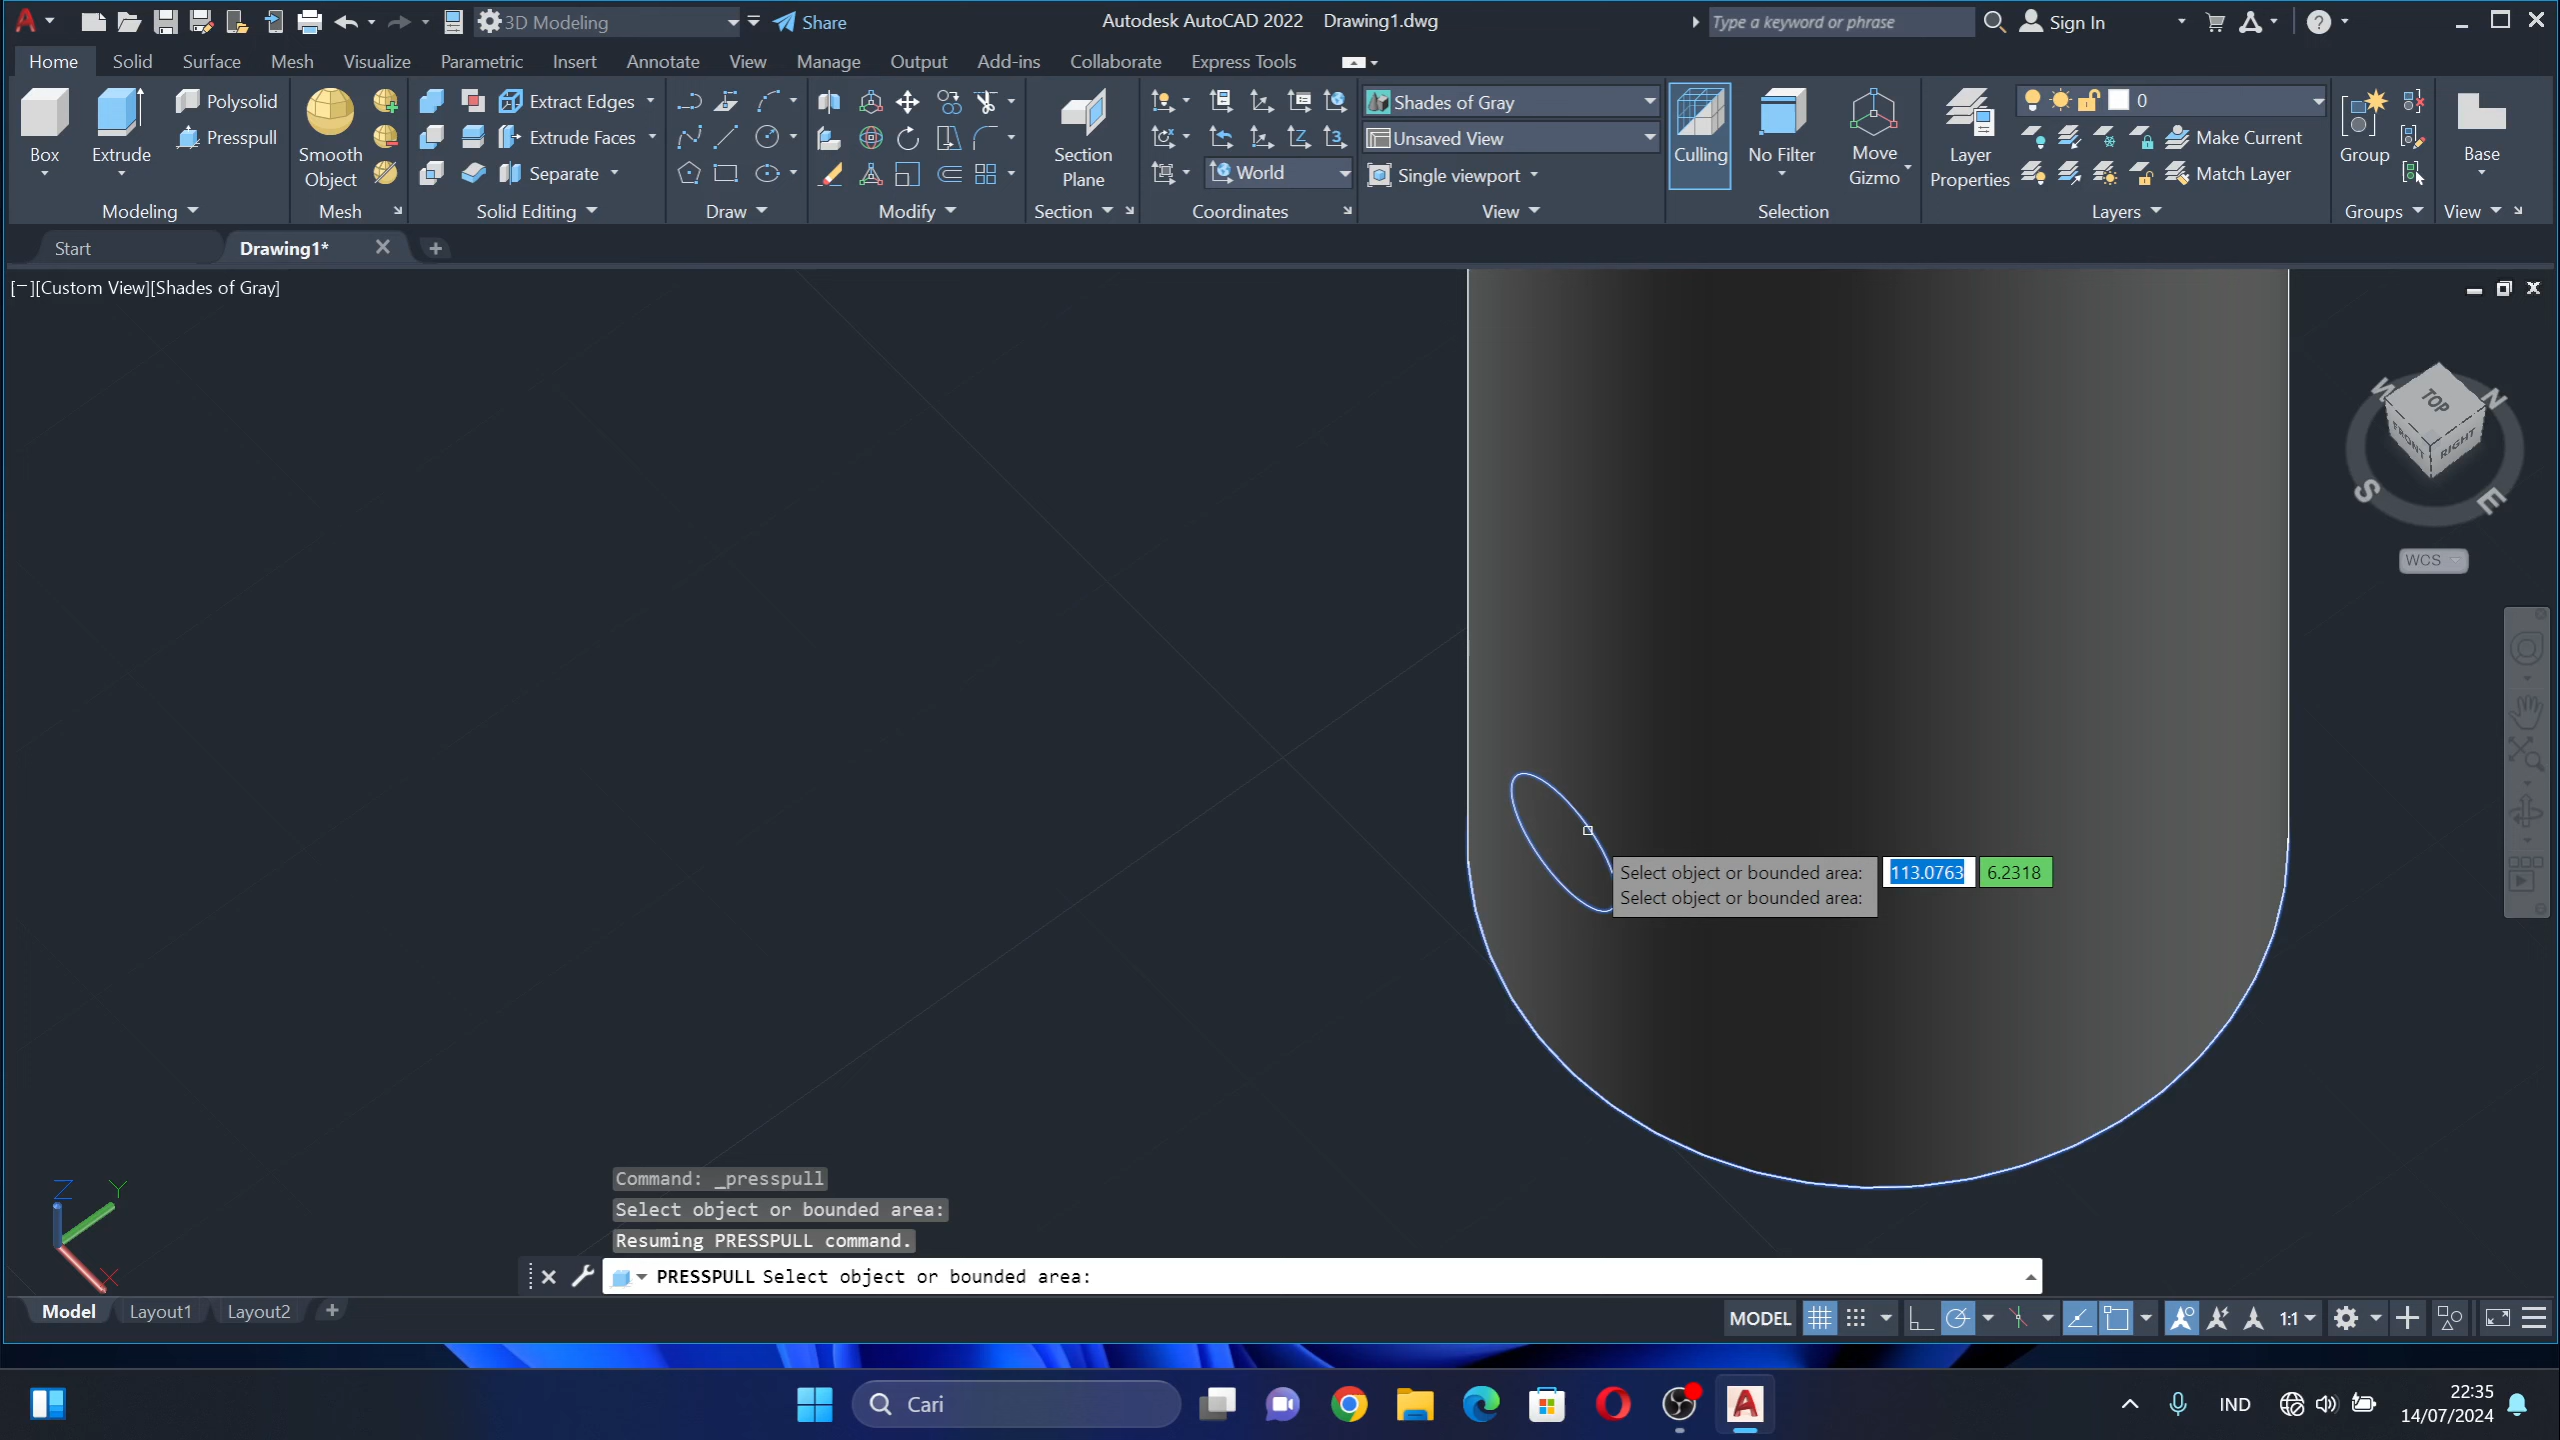 3D Modeling
Share
Autodesk AutoCAD 2022 Drawing1.dwg
Type a keyword or phrase
Sign In
Home Solid Surface Mesh Visualize Parametric Insert Annotate View Manage Output Add-ins Collaborate Express Tools
Box
Extrude
Polysolid
Presspull
Modeling
Smooth
Object
Mesh
Extract Edges
Extrude Faces
Separate
Solid Editing
Draw
Modify
Section
Plane
Section
World
Coordinates
Shades of Gray
Unsaved View
Single viewport
View
Culling
No Filter
Move
Gizmo
Selection
Layer
Properties
0
Make Current
Match Layer
Layers
Group
Groups
Base
View
Start
Drawing1*
[−][Custom View][Shades of Gray]
TOP
FRONT
RIGHT
W
N
S
E
WCS
Select object or bounded area: 113.0763 6.2318
Select object or bounded area:
Z
Y
X
Command: _presspull
Select object or bounded area:
Resuming PRESSPULL command.
PRESSPULL Select object or bounded area:
Model Layout1 Layout2
MODEL
1:1
Cari
IND
22:35
14/07/2024